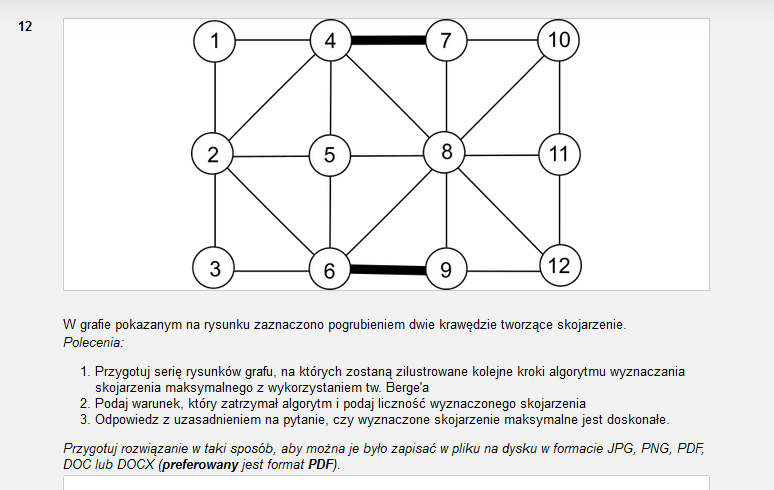 12
1 4 7 10
2 5 8 11
3 6 9 12
W grafie pokazanym na rysunku zaznaczono pogrubieniem dwie krawędzie tworzące skojarzenie.
Polecenia:
1. Przygotuj serię rysunków grafu, na których zostaną zilustrowane kolejne kroki algorytmu wyznaczania
skojarzenia maksymalnego z wykorzystaniem tw. Berge'a
2. Podaj warunek, który zatrzymał algorytm i podaj liczność wyznaczonego skojarzenia
3. Odpowiedz z uzasadnieniem na pytanie, czy wyznaczone skojarzenie maksymalne jest doskonałe.
Przygotuj rozwiązanie w taki sposób, aby można je było zapisać w pliku na dysku w formacie JPG, PNG, PDF,
DOC lub DOCX (preferowany jest format PDF).